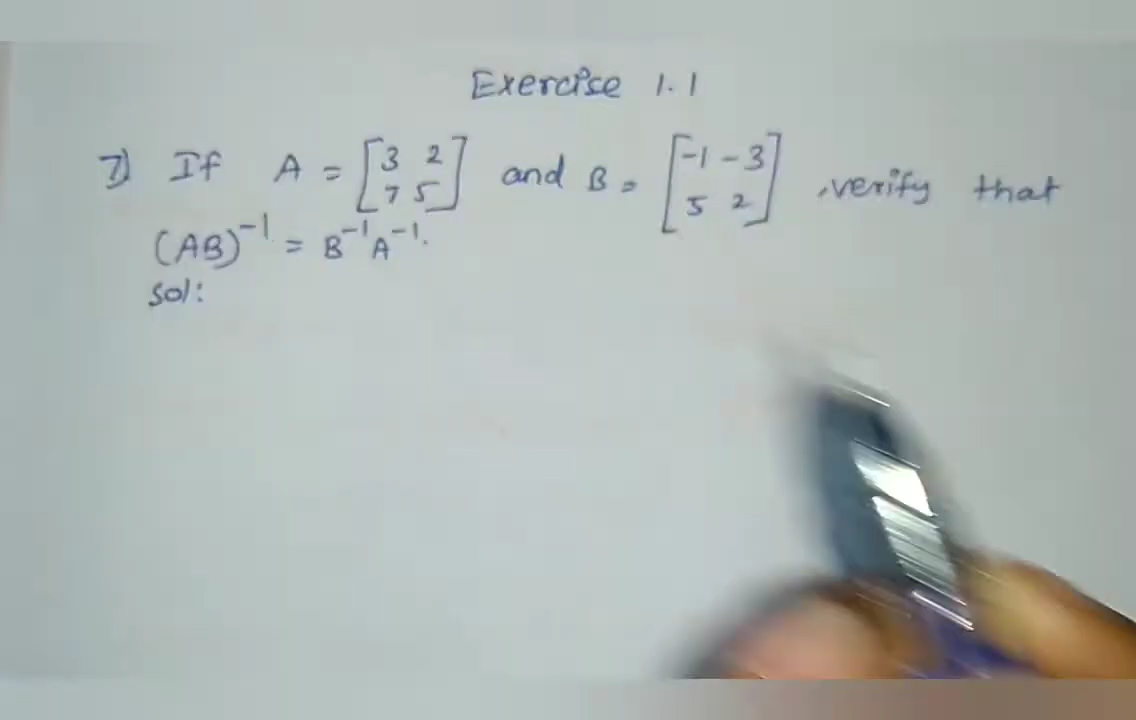 Exercise 1.1
7) If A = [3 2 7 5] and B = [-1 -3 5 2] , verify that
(AB)⁻¹ = B⁻¹A⁻¹.
Sol: